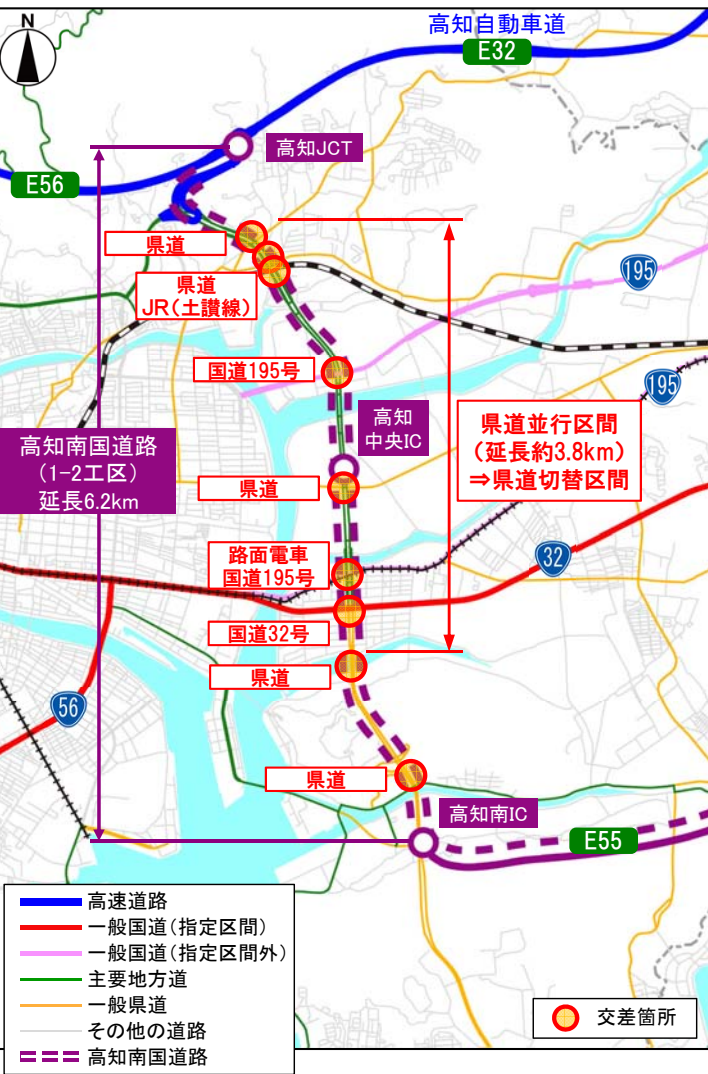 N
高知自動車道
E32
高知JCT
E56
県道
県道
JR(土讃線)
195
国道195号
195
高知
中央IC
県道並行区間
(延長約3.8km)
⇒県道切替区間
高知南国道路
(1-2工区)
延長6.2km
県道
路面電車
国道195号
32
国道32号
県道
56
県道
高知南IC
E55
高速道路
一般国道(指定区間)
一般国道(指定区間外)
主要地方道
一般県道
その他の道路
高知南国道路
交差箇所